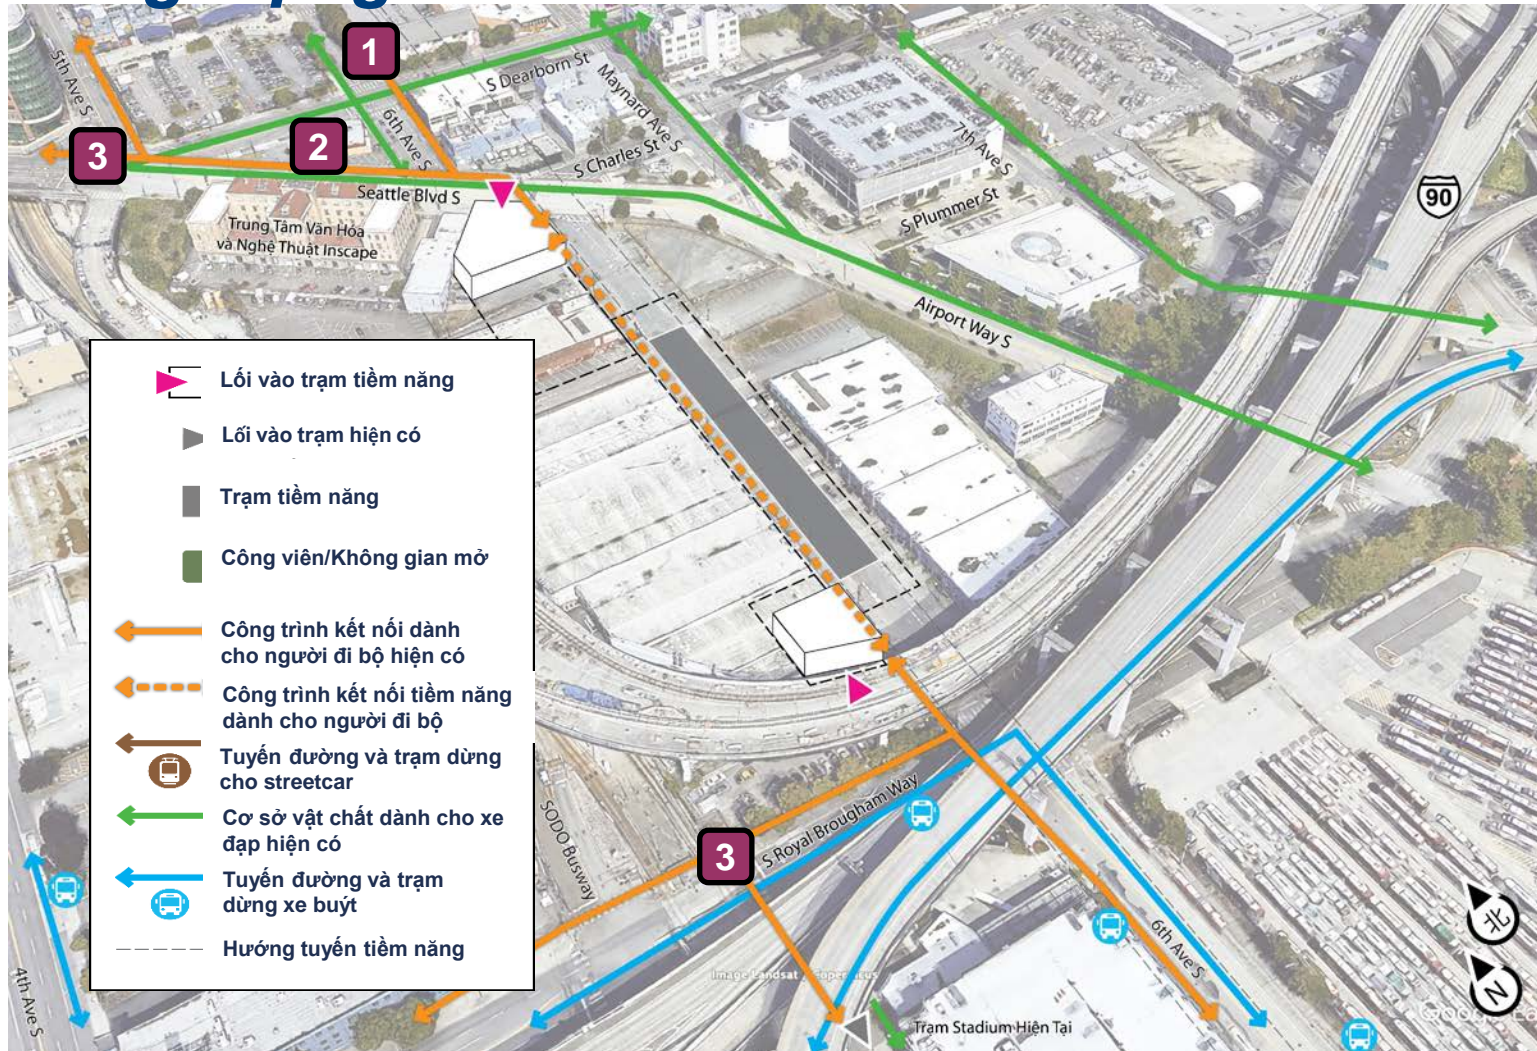 1
5th Ave S
S Dearborn St
Maynard Ave S
6th Ave S
7th Ave S
2
3
S Charles St
Seattle Blvd S
90
S Plummer St
Trung Tâm Văn Hóa
và Nghệ Thuật Inscape
Airport Way S
Lối vào trạm tiềm năng
Lối vào trạm hiện có
Trạm tiềm năng
Công viên/Không gian mở
Công trình kết nối dành
cho người đi bộ hiện có
Công trình kết nối tiềm năng
dành cho người đi bộ
Tuyến đường và trạm dừng
cho streetcar
Cơ sở vật chất dành cho xe
đạp hiện có
Tuyến đường và trạm
dừng xe buýt
Hướng tuyến tiềm năng
SODO Busway
S Royal Brougham Way
3
6th Ave S
4th Ave S
北
N
Image Landsat
Trạm Stadium Hiện Tại